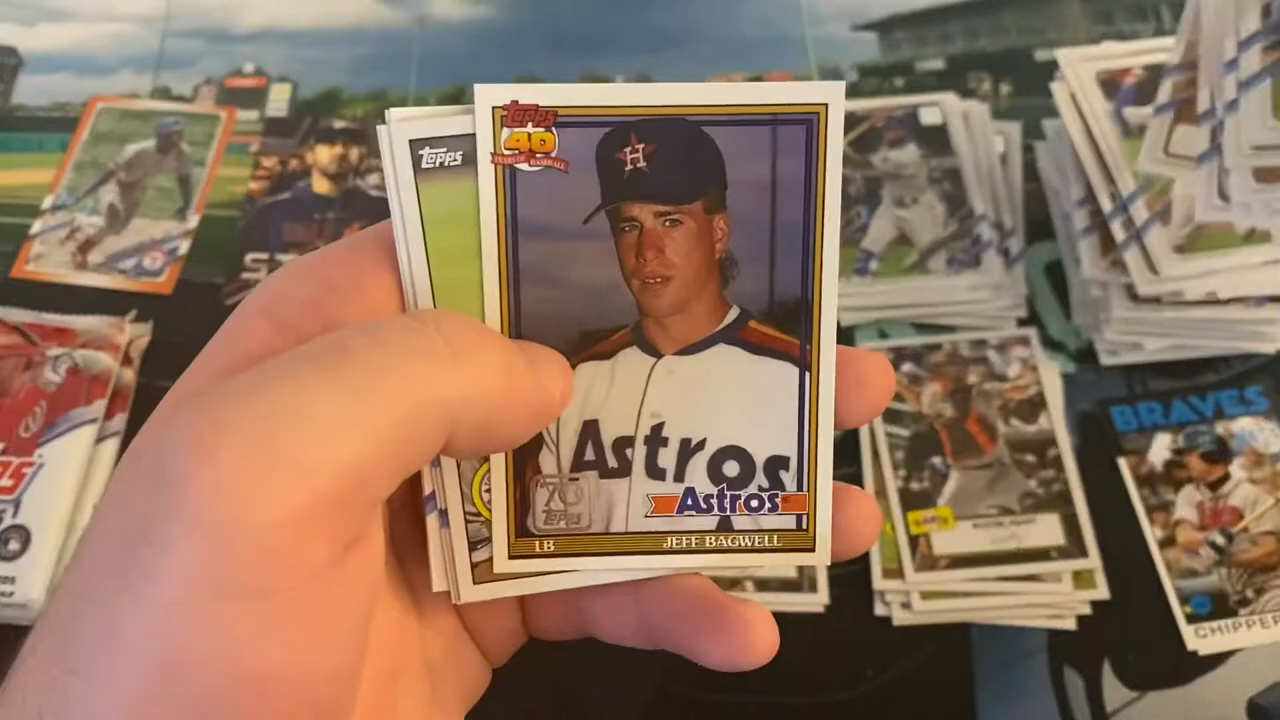 Topps
40
YEARS OF BASEBALL
Topps
H
Astros
70
Topps
Astros
1B
JEFF BAGWELL
BRAVES
CHIPPER